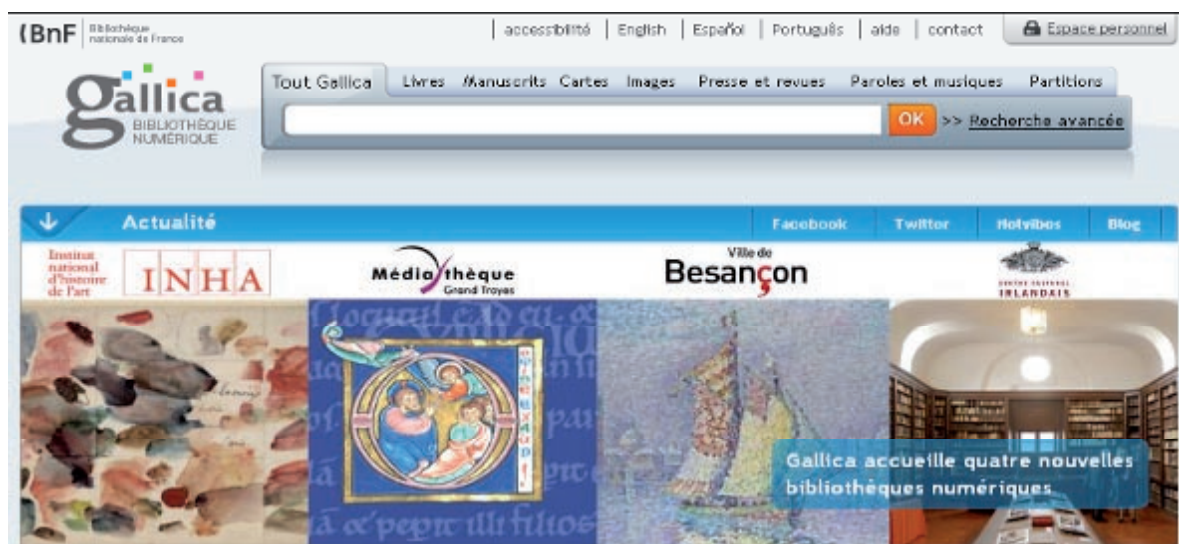 (BnF Bibliothèque nationale de France
accessibilité | English | Español | Português | aide | contact
Espace personnel
gallica
BIBLIOTHÈQUE
NUMÉRIQUE
Tout Gallica Livres Manuscrits Cartes Images Presse et revues Paroles et musiques Partitions
OK >> Recherche avancée
Actualité Facebook Twitter Netvibes Blog
Institut
national
d'histoire
de l'art
INHA
Médiathèque
Grand Troyes
Ville de
Besançon
IRLANDAIS
Gallica accueille quatre nouvelles
bibliothèques numériques